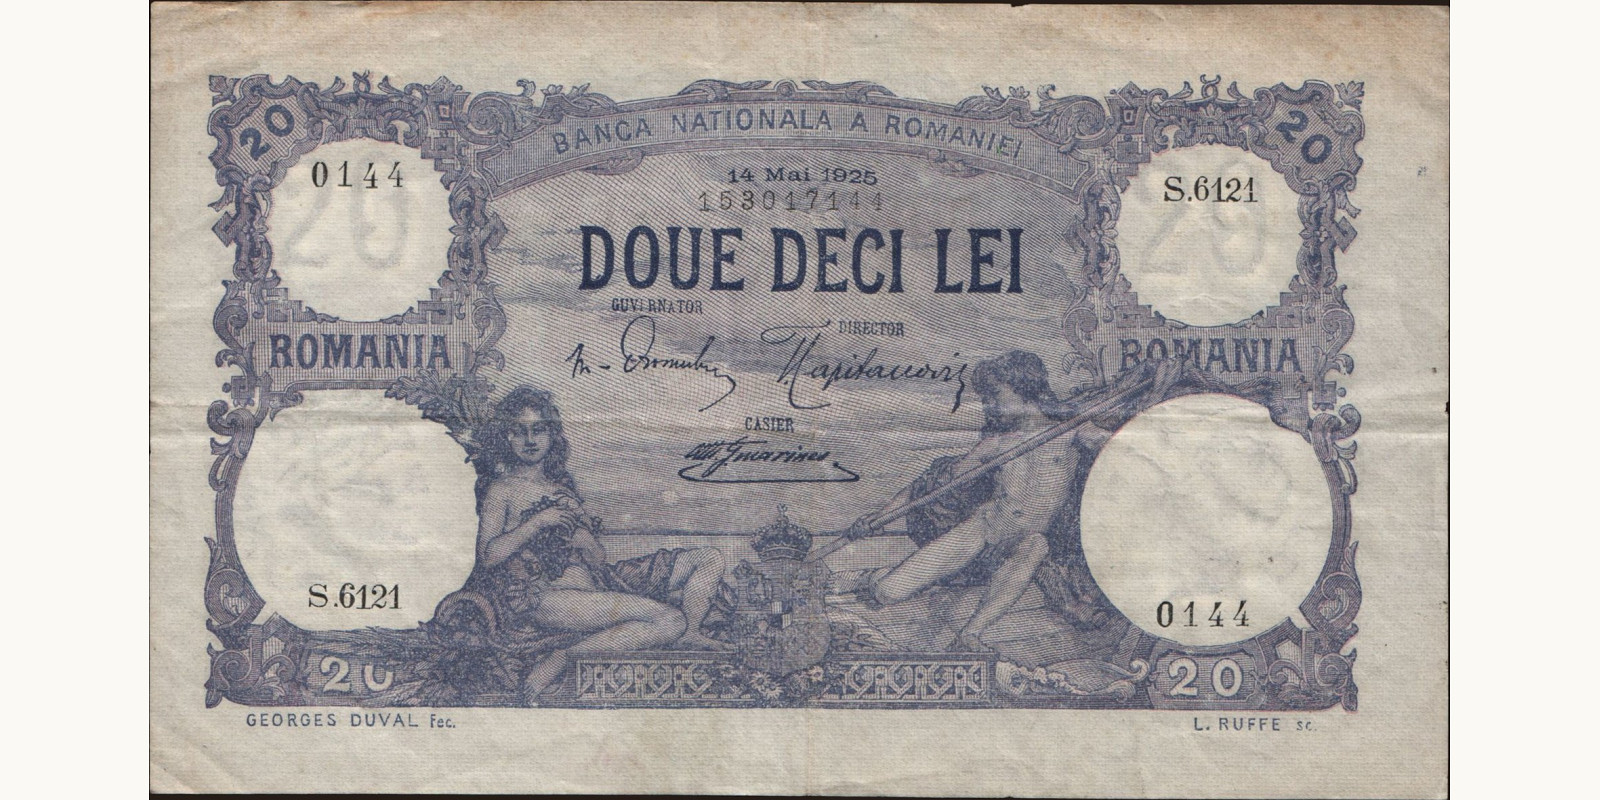 20
20
BANCA NATIONALA A ROMANIEI
0144
14 Mai 1925
S.6121
153017144
DOUE DECI LEI
GUVERNATOR
DIRECTOR
ROMANIA
ROMANIA
CASIER
S.6121
0144
20
20
GEORGES DUVAL Fec.
L. RUFFE sc.